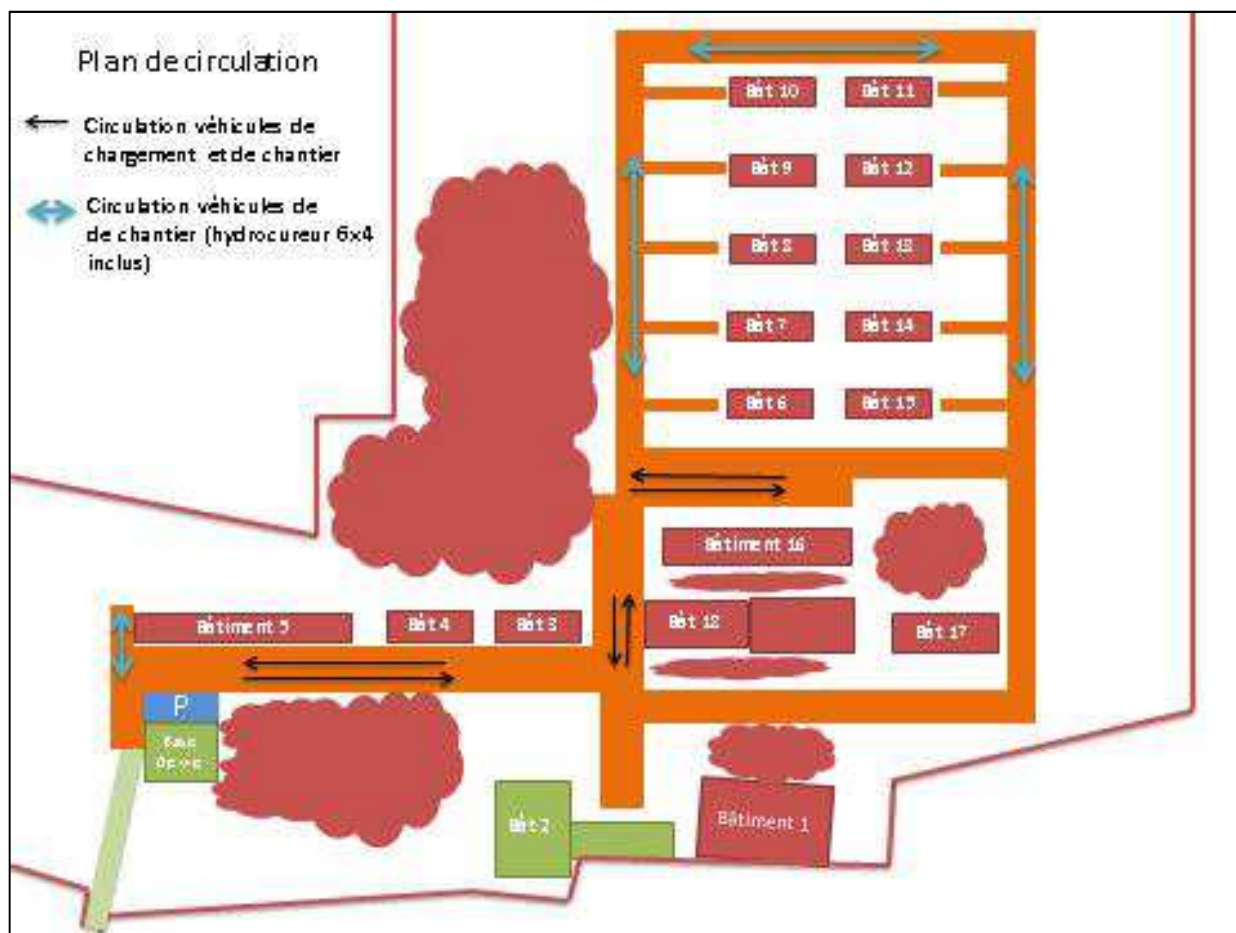 Plan de circulation
Circulation véhicules de
chargement et de chantier
Circulation véhicules de
de chantier (hydrocureur 6x4
inclus)
Bât 10
Bât 11
Bât 9
Bât 12
Bât 8
Bât 13
Bât 7
Bât 14
Bât 6
Bât 15
Bâtiment 16
Bâtiment 5
Bât 4
Bât 3
Bât 18
Bât 17
P
Bât 2
Bâtiment 1